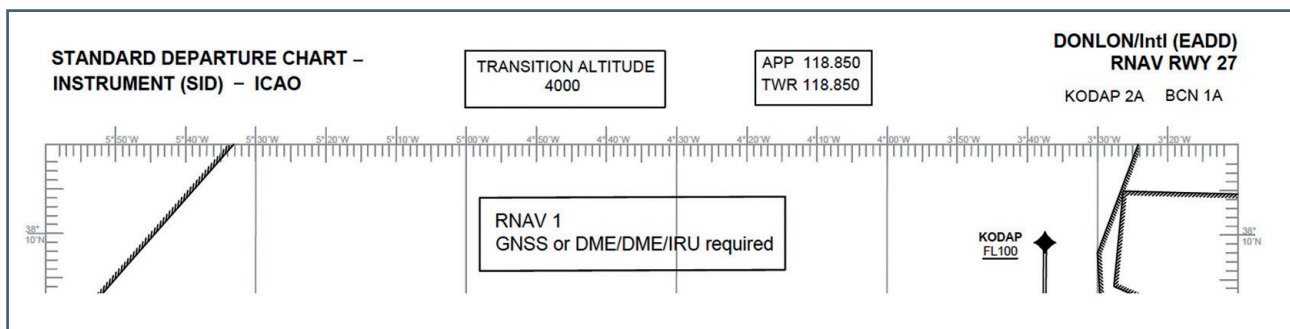 STANDARD DEPARTURE CHART –
INSTRUMENT (SID) – ICAO
TRANSITION ALTITUDE
4000
APP 118.850
TWR 118.850
DONLON/Intl (EADD)
RNAV RWY 27
KODAP 2A BCN 1A
5°50'W 5°40'W 5°30'W 5°20'W 5°10'W 5°00'W 4°50'W 4°40'W 4°30'W 4°20'W 4°10'W 4°00'W 3°50'W 3°40'W 3°30'W 3°20'W
RNAV 1
GNSS or DME/DME/IRU required
38°
10'N
KODAP
FL100
38°
10'N